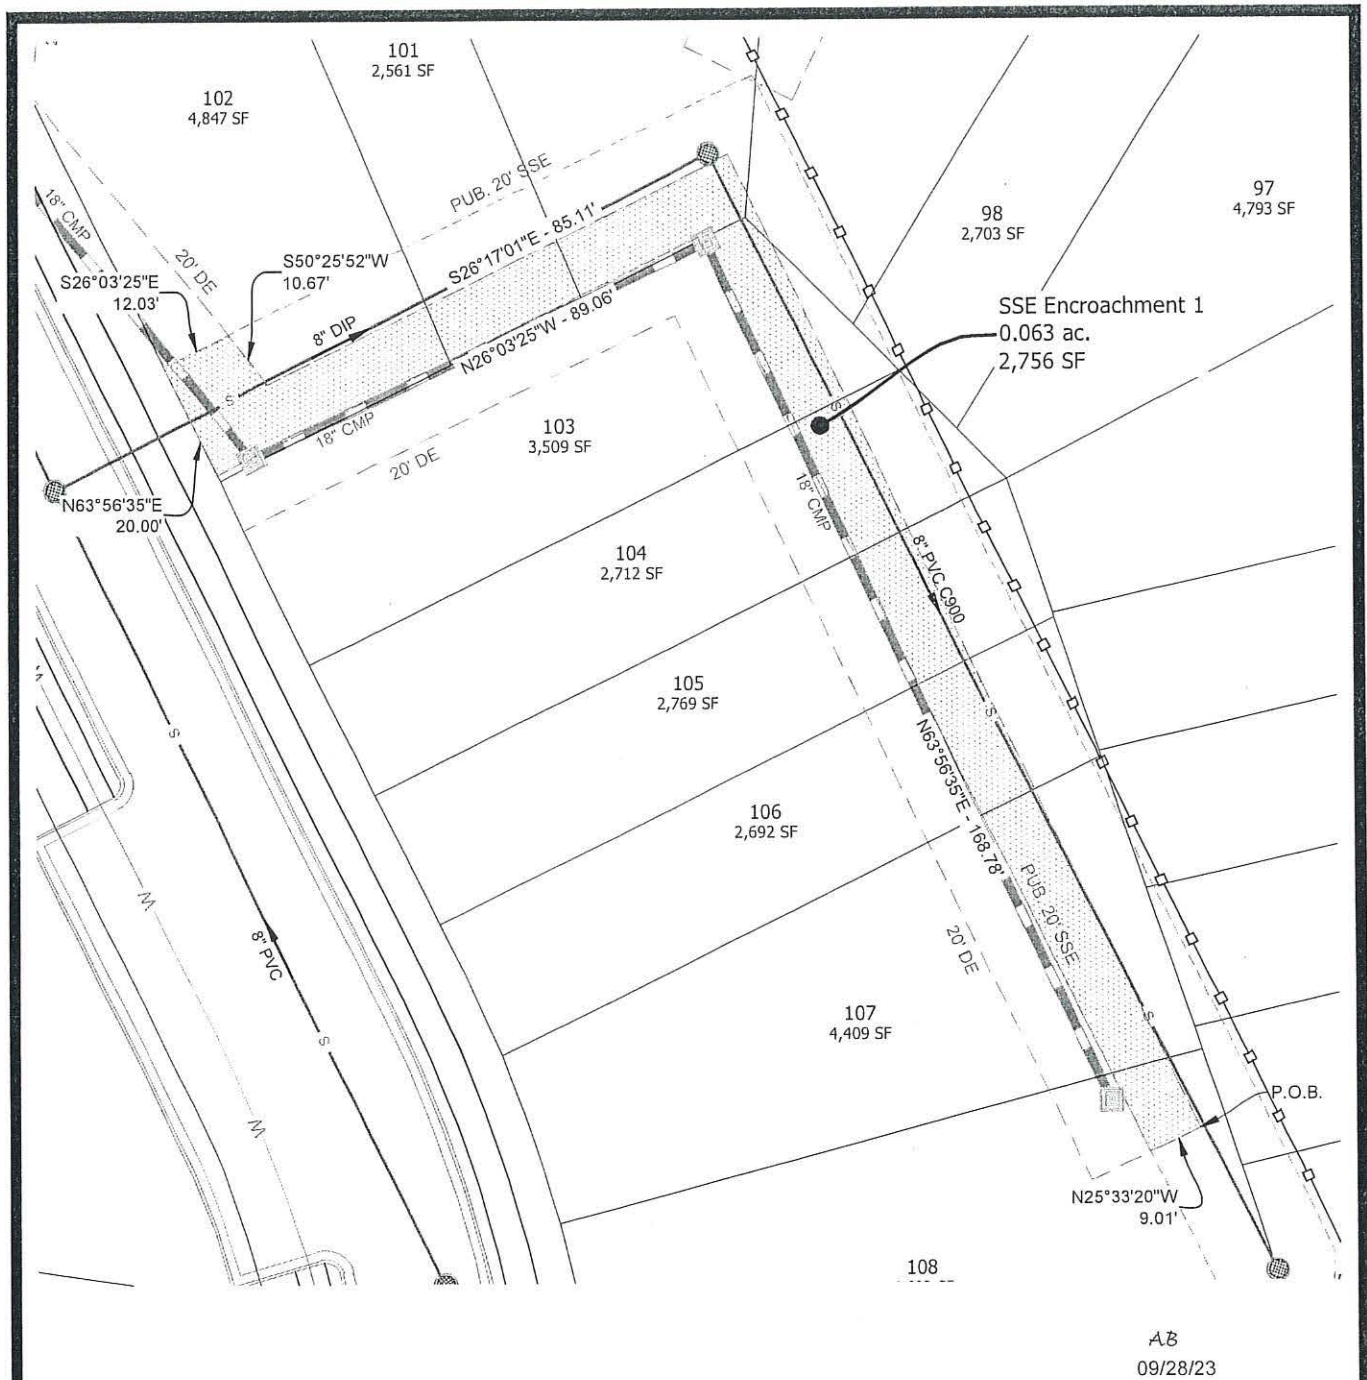 101
2,561 SF
102
4,847 SF
97
4,793 SF
98
2,703 SF
PUB. 20' SSE
18" CMP
20' DE
S26°03'25"E
12.03'
S50°25'52"W
10.67'
S26°17'01"E - 85.11'
8" DIP
S
N26°03'25"W - 89.06'
18" CMP
20' DE
SSE Encroachment 1
0.063 ac.
2,756 SF
103
3,509 SF
S
N63°56'35"E
20.00'
18" CMP
104
2,712 SF
8" PVC C900
105
2,769 SF
S
S
N63°56'35"E - 168.78'
106
2,692 SF
PUB. 20' SSE
W
8" PVC
20' DE
107
4,409 SF
S
S
W
P.O.B.
N25°33'20"W
9.01'
108
AB
09/28/23